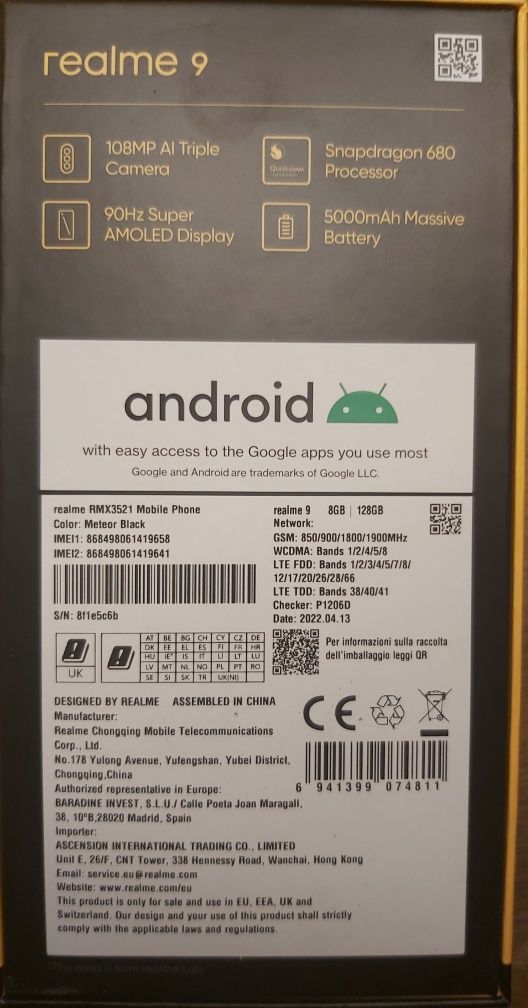 realme 9
108MP AI Triple
Camera
Snapdragon 680
Processor
Qualcomm
90Hz Super
AMOLED Display
5000mAh Massive
Battery
android
with easy access to the Google apps you use most
Google and Android are trademarks of Google LLC.
realme RMX3521 Mobile Phone
Color: Meteor Black
IMEI1: 868498061419658
IMEI2: 868498061419641
S/N: 8f1e5c6b
realme 9 8GB | 128GB
Network:
GSM: 850/900/1800/1900MHz
WCDMA: Bands 1/2/4/5/8
LTE FDD: Bands 1/2/3/4/5/7/8/
12/17/20/26/28/66
LTE TDD: Bands 38/40/41
Checker: P1206D
Date: 2022.04.13
UK
AT BE BG CH CY CZ DE
DK EE EL ES FI FR HR
HU IE IS IT LI LT LU
LV MT NL NO PL PT RO
SE SI SK TR UK(NI)
Per informazioni sulla raccolta
dell'imballaggio leggi QR
DESIGNED BY REALME ASSEMBLED IN CHINA
Manufacturer:
Realme Chongqing Mobile Telecommunications
Corp., Ltd.
No.178 Yulong Avenue, Yufengshan, Yubei District,
Chongqing,China
CE
6 941399 074811
Authorized representative in Europe:
BARADINE INVEST, S.L.U./ Calle Poeta Joan Maragall,
38, 10ºB,28020 Madrid, Spain
Importer:
ASCENSION INTERNATIONAL TRADING CO., LIMITED
Unit E, 26/F, CNT Tower, 338 Hennessy Road, Wanchai, Hong Kong
Email: service.eu@realme.com
Website: www.realme.com/eu
This product is only for sale and use in EU, EEA, UK and
Switzerland. Our design and your use of this product shall strictly
comply with the applicable laws and regulations.
*The data is from realme lab